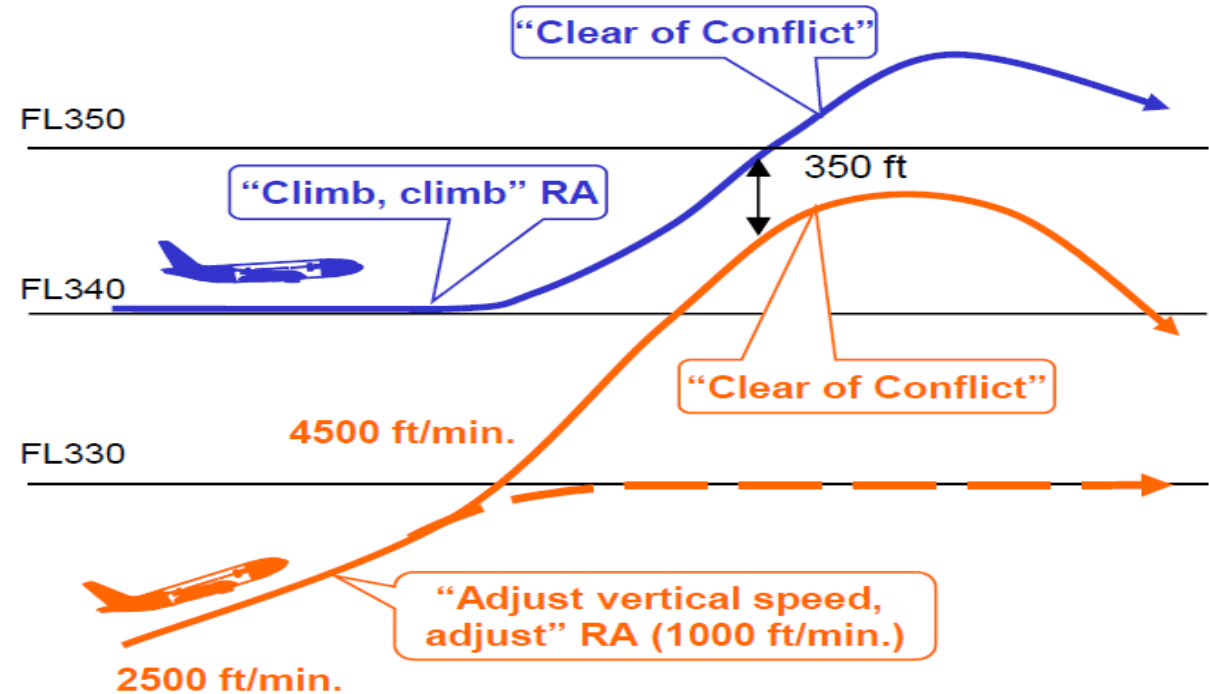 “Clear of Conflict”
FL350
350 ft
“Climb, climb” RA
FL340
“Clear of Conflict”
4500 ft/min.
FL330
“Adjust vertical speed,
adjust” RA (1000 ft/min.)
2500 ft/min.